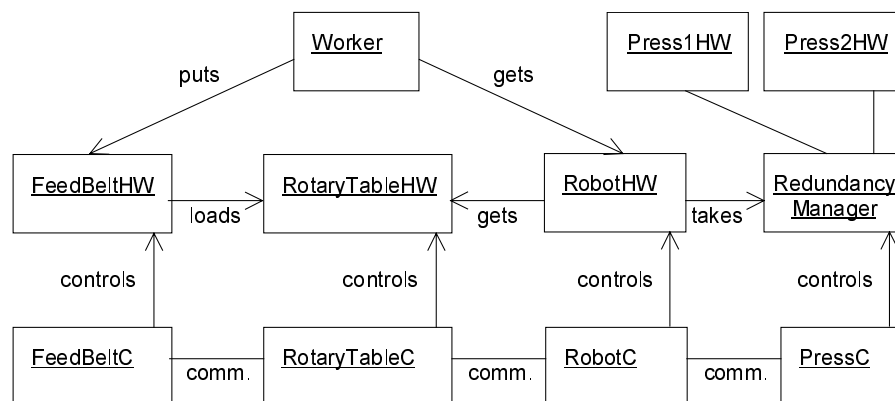 Worker
Press1HW
Press2HW
puts
gets
FeedBeltHW
RotaryTableHW
RobotHW
Redundancy
Manager
loads
gets
takes
controls
controls
controls
controls
FeedBeltC
RotaryTableC
RobotC
PressC
comm.
comm.
comm.